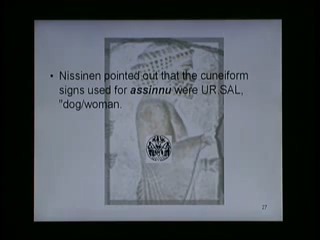 • Nissinen pointed out that the cuneiform
signs used for assinnu were UR.SAL,
"dog/woman.
27